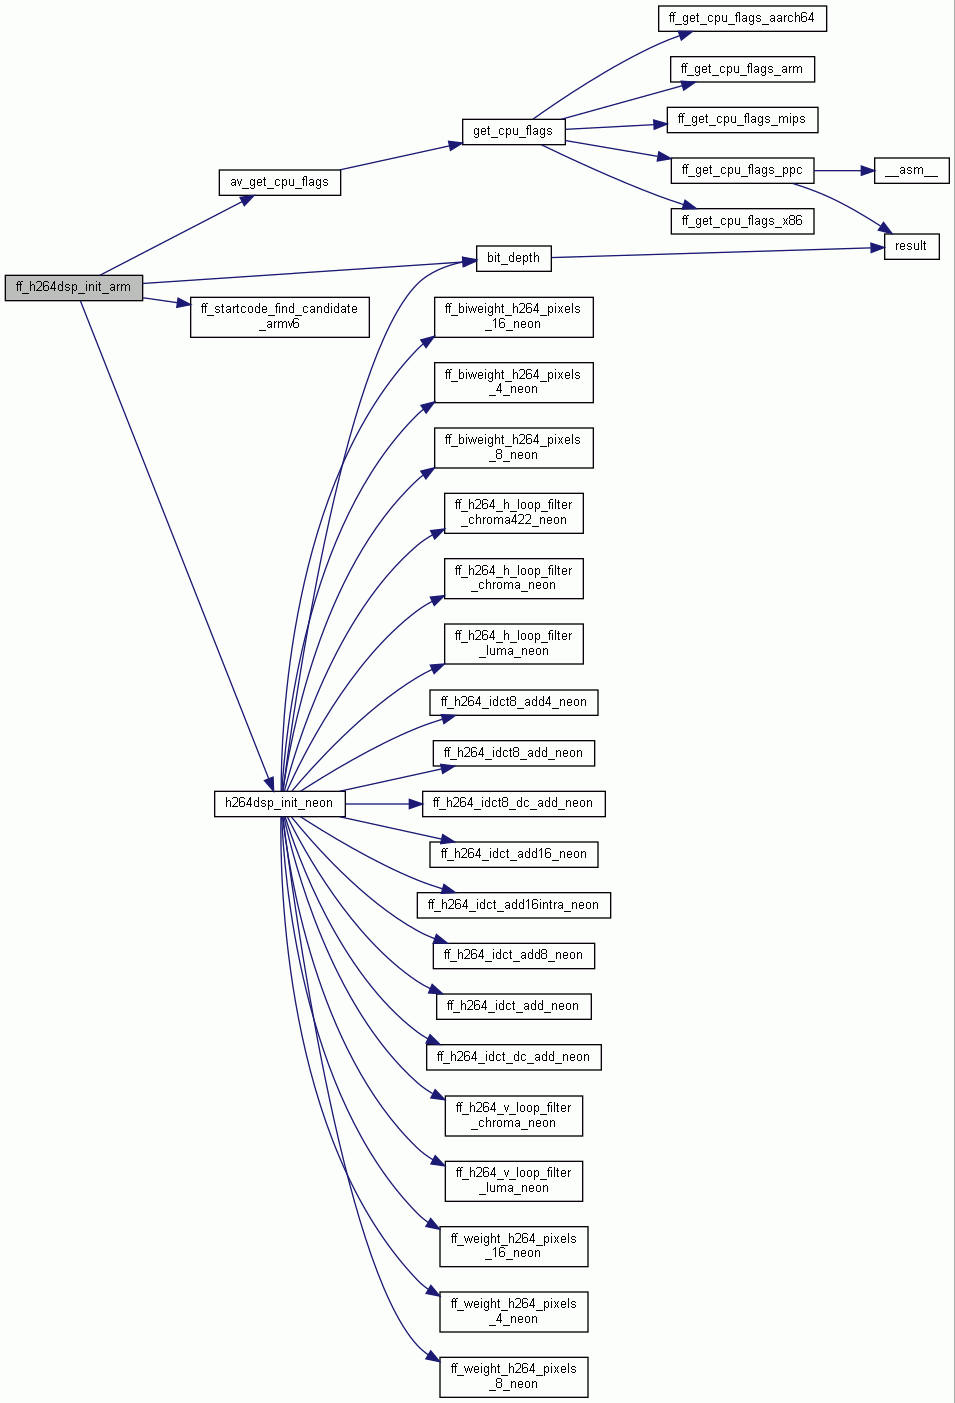 ff_get_cpu_flags_aarch64
ff_get_cpu_flags_arm
ff_get_cpu_flags_mips
get_cpu_flags
ff_get_cpu_flags_ppc
__asm__
av_get_cpu_flags
ff_get_cpu_flags_x86
result
bit_depth
ff_h264dsp_init_arm
ff_startcode_find_candidate
_armv6
ff_biweight_h264_pixels
_16_neon
ff_biweight_h264_pixels
_4_neon
ff_biweight_h264_pixels
_8_neon
ff_h264_h_loop_filter
_chroma422_neon
ff_h264_h_loop_filter
_chroma_neon
ff_h264_h_loop_filter
_luma_neon
ff_h264_idct8_add4_neon
ff_h264_idct8_add_neon
h264dsp_init_neon
ff_h264_idct8_dc_add_neon
ff_h264_idct_add16_neon
ff_h264_idct_add16intra_neon
ff_h264_idct_add8_neon
ff_h264_idct_add_neon
ff_h264_idct_dc_add_neon
ff_h264_v_loop_filter
_chroma_neon
ff_h264_v_loop_filter
_luma_neon
ff_weight_h264_pixels
_16_neon
ff_weight_h264_pixels
_4_neon
ff_weight_h264_pixels
_8_neon